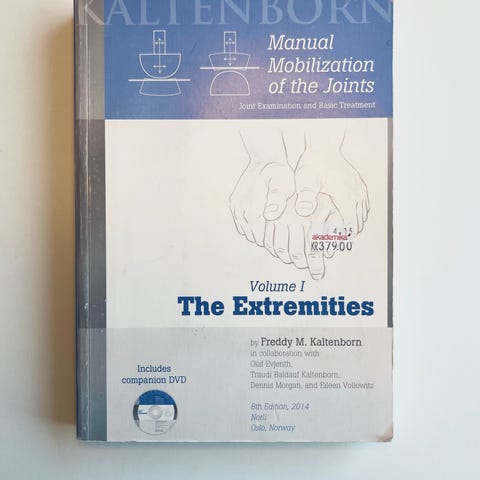 KALTENBORN
Manual
Mobilization
of the Joints
Joint Examination and Basic Treatment
4.15
akademika
KR379.00
Volume I
The Extremities
by Freddy M. Kaltenborn
in collaboration with
Olaf Evjenth,
Traudi Baldauf Kaltenborn,
Dennis Morgan, and Eileen Vollowitz
Includes
companion DVD
8th Edition, 2014
Norli
Oslo, Norway